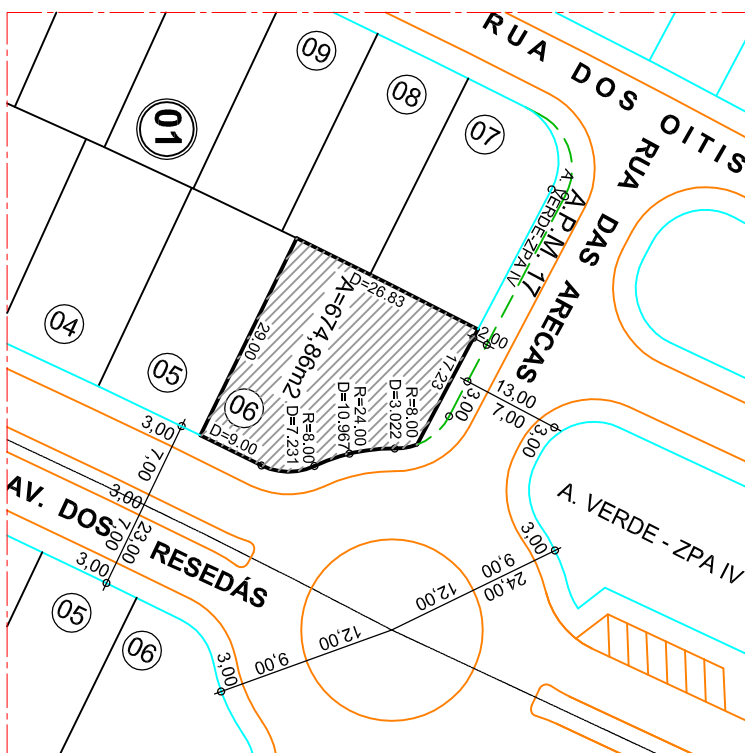 RUA DOS OITIS
09
08
07
01
RUA DAS ARECAS
A. VERDE-ZPA IV
A.P.M. 17
D=26.83
2,00
A=674,86m2
29.00
17.23
04
05
06
D=9.00
R=8.00
D=7.231
R=24.00
D=10.967
R=8.00
D=3.022
3,00
13,00
7,00
3,00
3,00
7,00
3,00
23,00
7,00
3,00
AV. DOS RESEDÁS
A. VERDE - ZPA IV
3,00
9,00
24,00
12,00
12,00
9,00
3,00
05
06